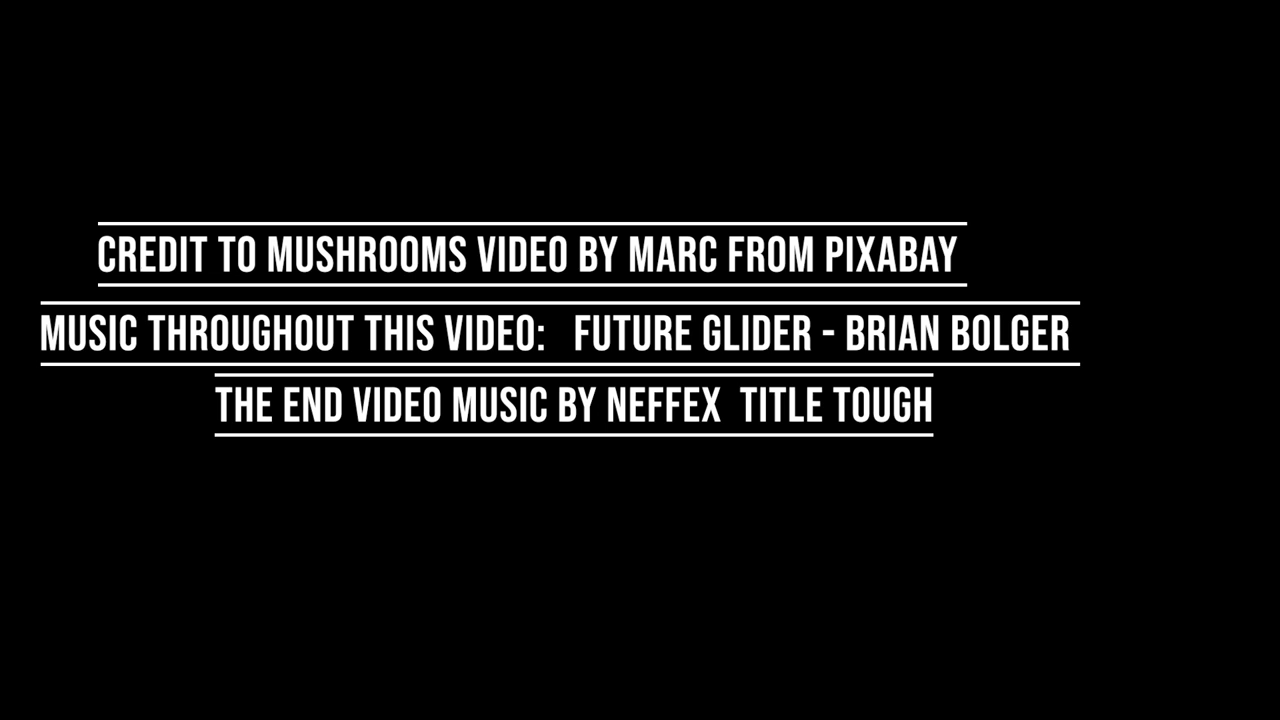 CREDIT TO MUSHROOMS VIDEO BY MARC FROM PIXABAY
MUSIC THROUGHOUT THIS VIDEO: FUTURE GLIDER - BRIAN BOLGER
THE END VIDEO MUSIC BY NEFFEX TITLE TOUGH